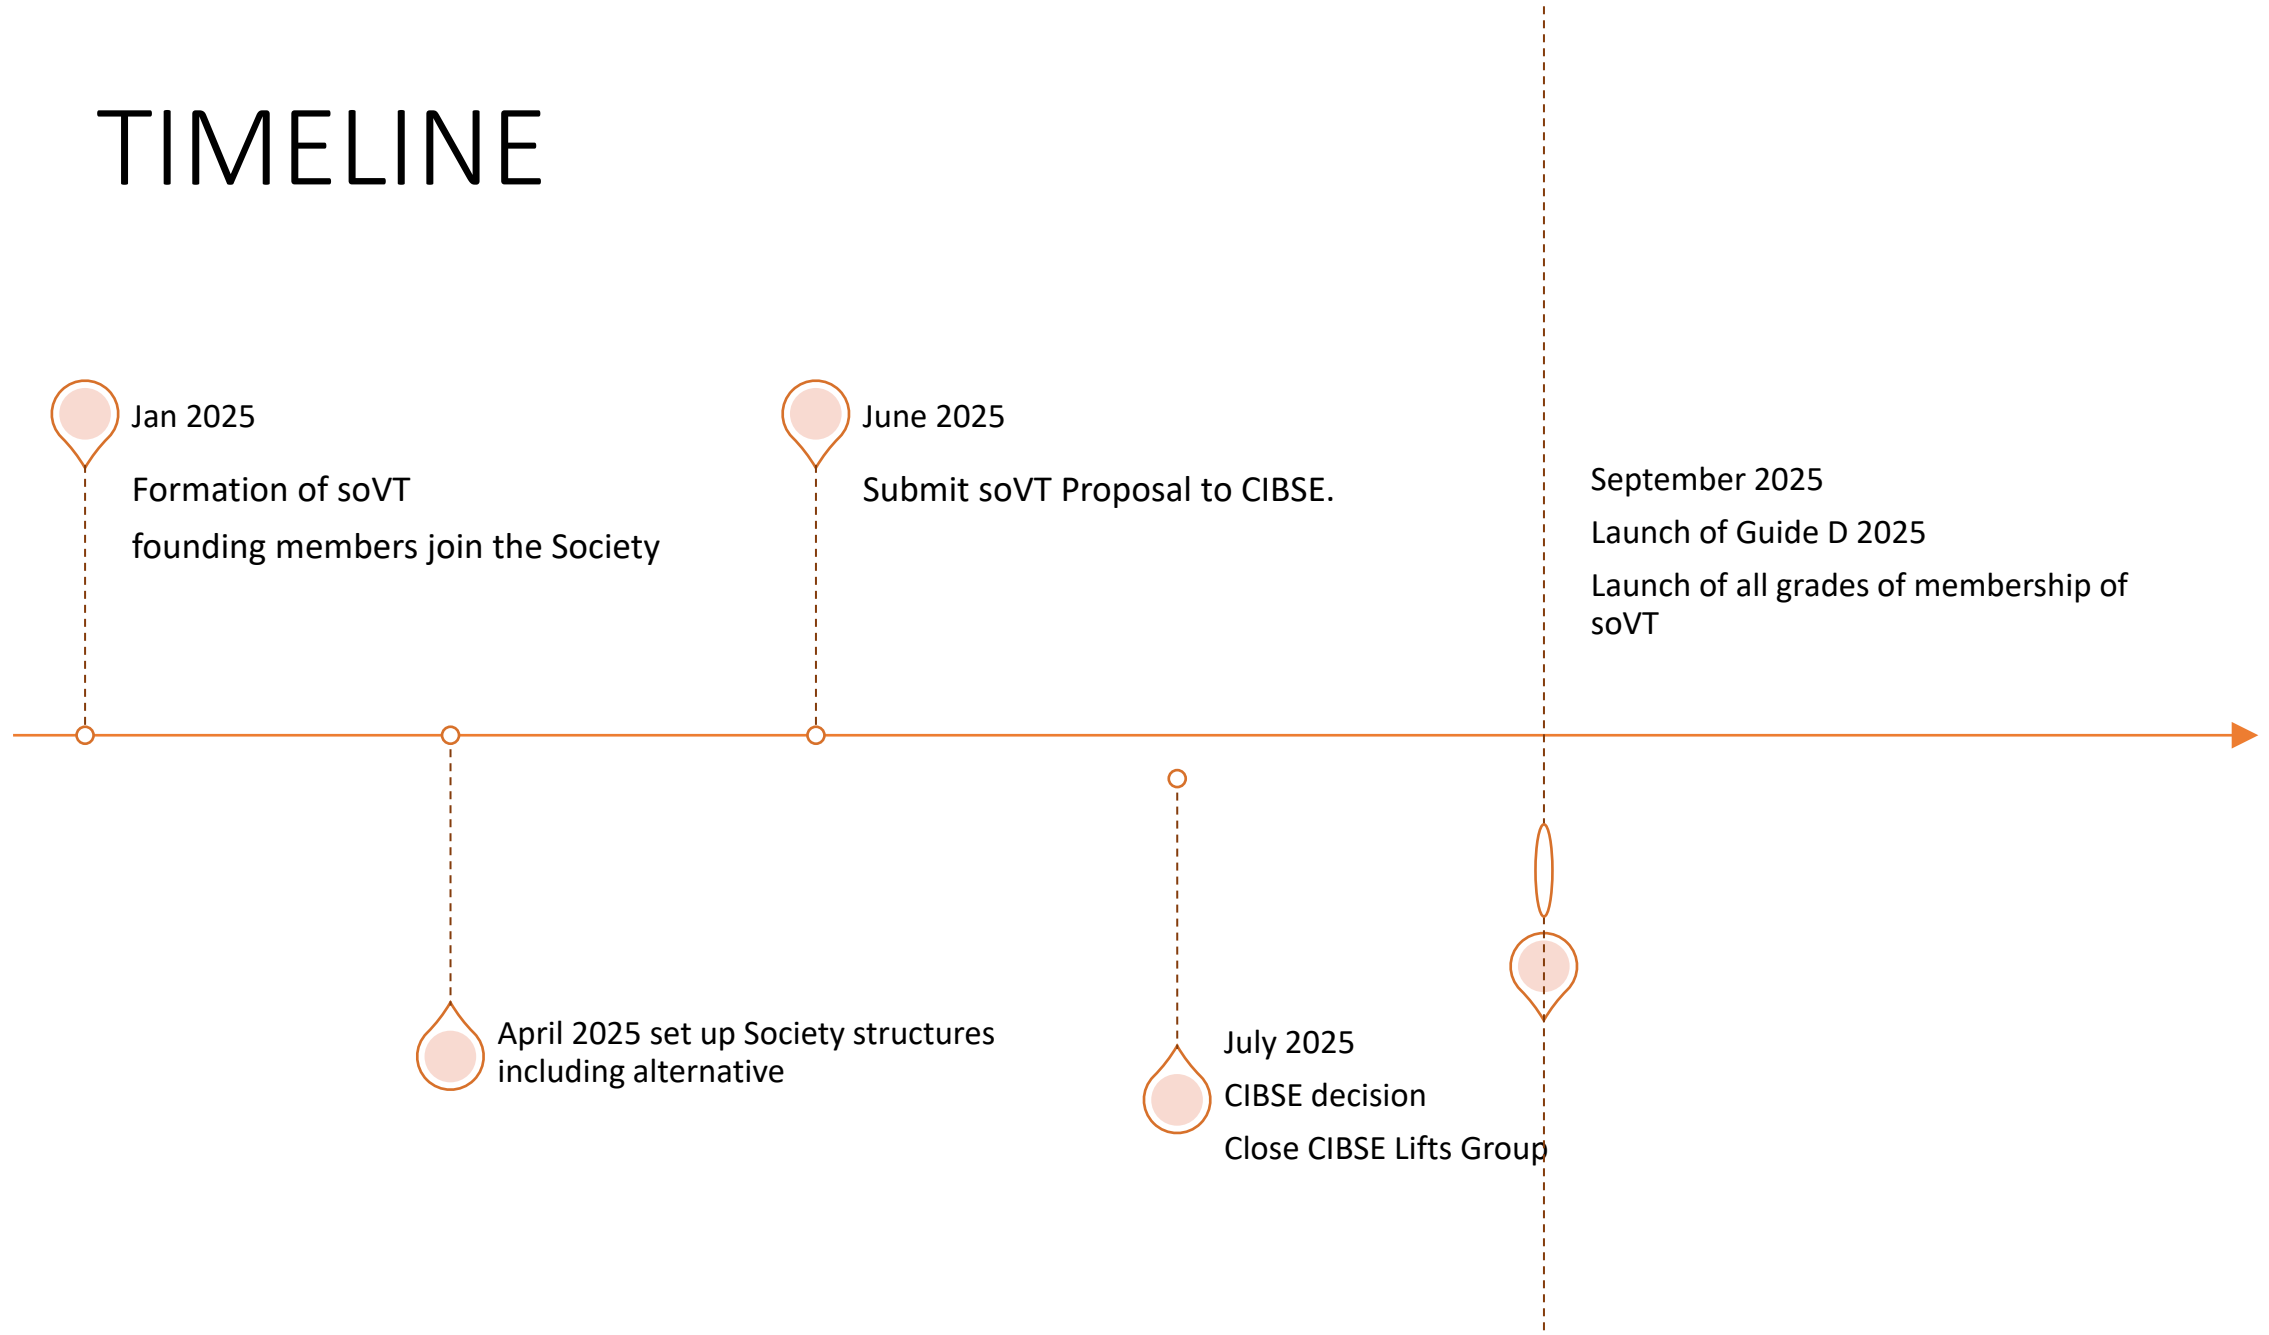 TIMELINE
Jan 2025
Formation of soVT
founding members join the Society
April 2025 set up Society structures
including alternative
June 2025
Submit soVT Proposal to CIBSE.
July 2025
CIBSE decision
Close CIBSE Lifts Group
September 2025
Launch of Guide D 2025
Launch of all grades of membership of
soVT